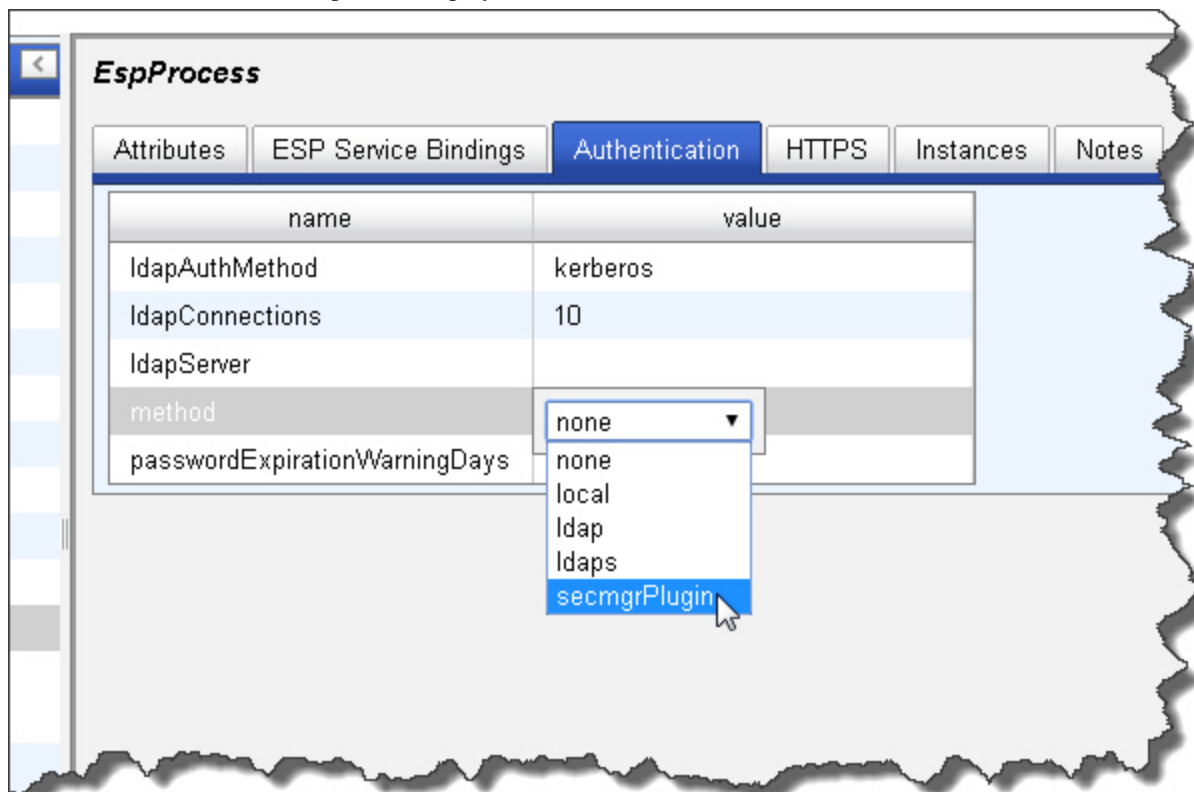 EspProcess
Attributes ESP Service Bindings Authentication HTTPS Instances Notes
name value
ldapAuthMethod kerberos
ldapConnections 10
ldapServer
method none
passwordExpirationWarningDays
none
local
ldap
ldaps
secmgrPlugin